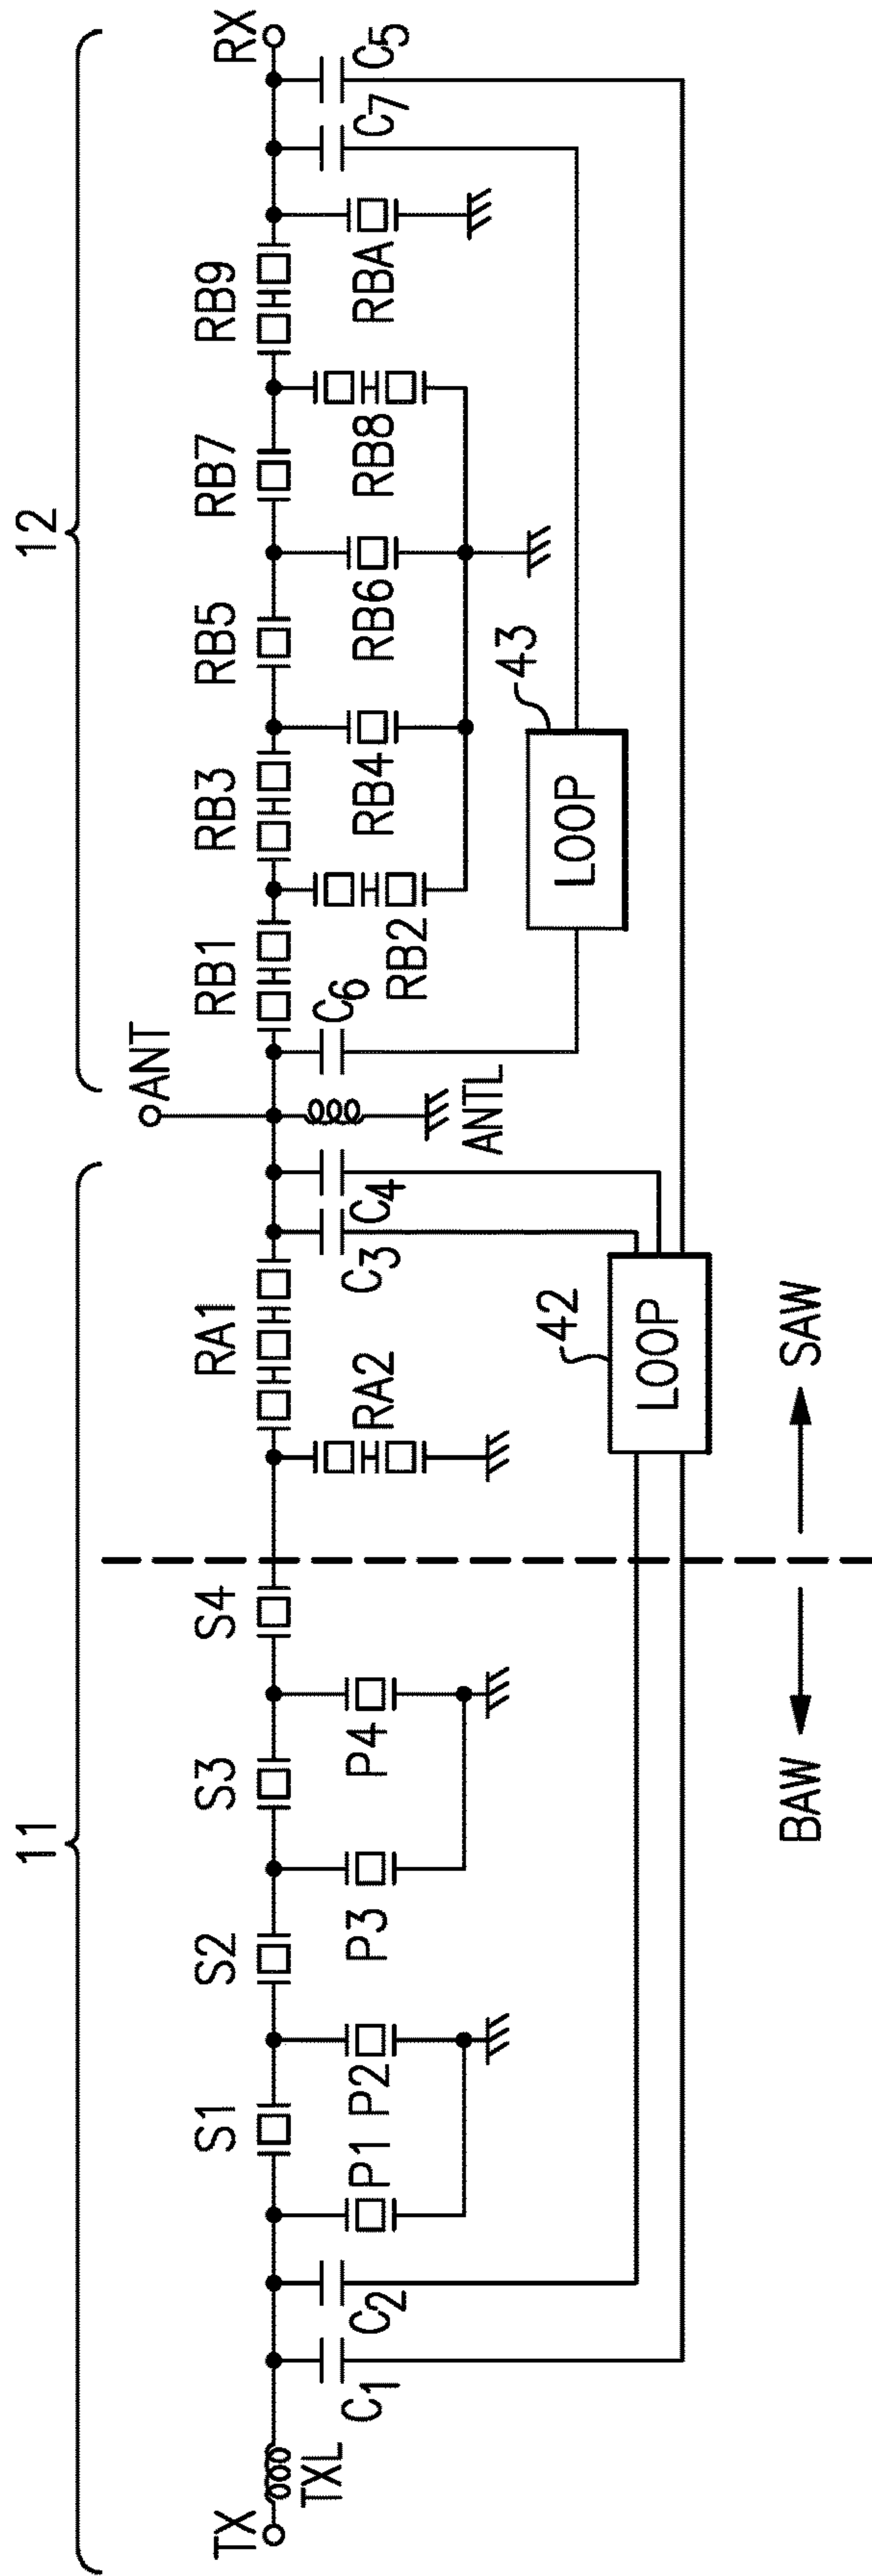 11
12
ANT
TX
TXL
S1
S2
S3
S4
RA1
RB1
RB3
RB5
RB7
RB9
RX
C1
C2
P1
P2
P3
P4
RA2
C3
C4
ANTL
C6
RB2
RB4
RB6
RB8
RBA
C7
C5
42
LOOP
43
LOOP
BAW
SAW